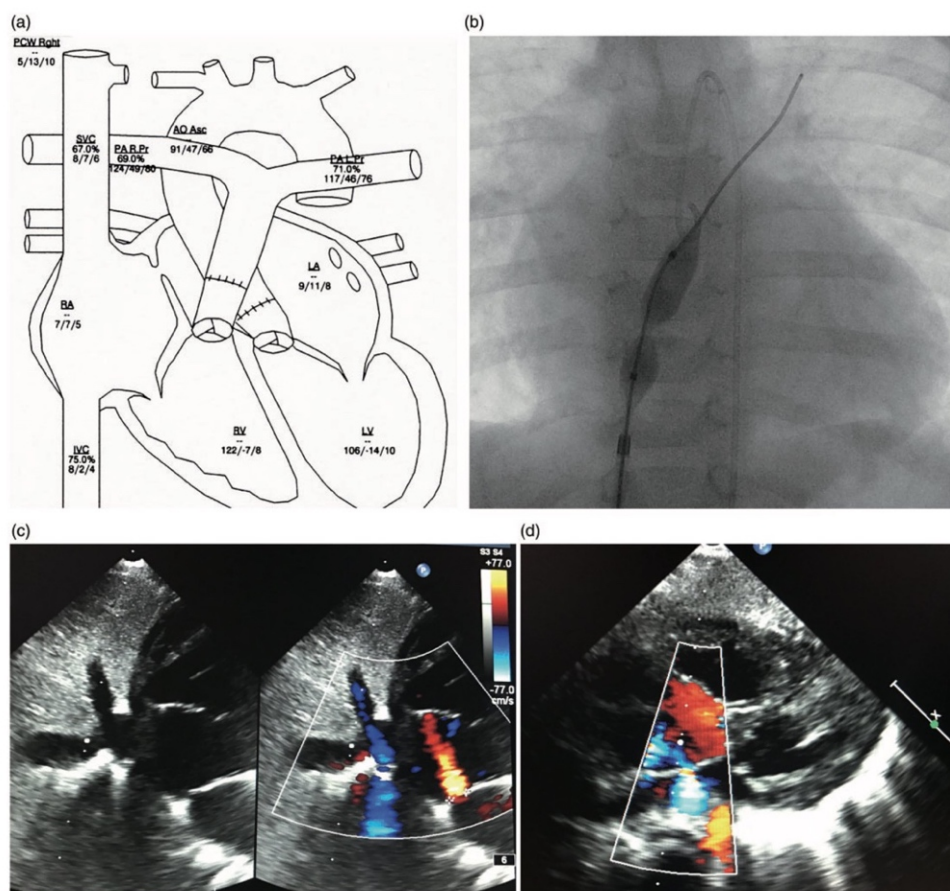 (a)
PCW Rght
--
5/13/10
SVC
67.0%
8/7/6
PA R.Pr
69.0%
124/49/80
AO Asc
--
91/47/66
PA L.Pr
71.0%
117/46/76
LA
--
9/11/8
RA
--
7/7/5
RV
--
122/-7/8
LV
--
106/-14/10
IVC
75.0%
8/2/4
(b)
(c)
P
S3 S4
+77.0
-77.0
cm/s
6
(d)
P